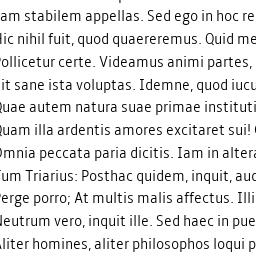 am stabilem appellas. Sed ego in hoc re
Hic nihil fuit, quod quaereremus. Quid me
Pollicetur certe. Videamus animi partes,
sit sane ista voluptas. Idemne, quod iucu
Quae autem natura suae primae instituti
Quam illa ardentis amores excitaret sui!
Omnia peccata paria dicitis. Iam in altera
Tum Triarius: Posthac quidem, inquit, aud
Perge porro; At multis malis affectus. Illi
Neutrum vero, inquit ille. Sed haec in pue
Aliter homines, aliter philosophos loqui p